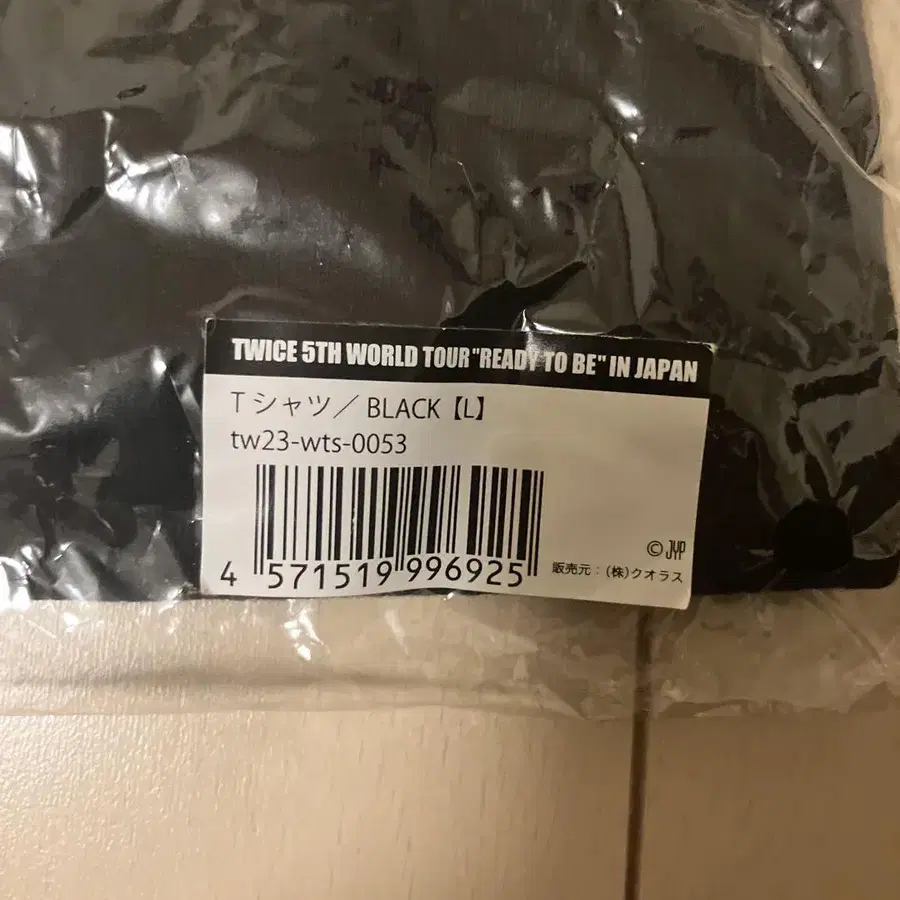 TWICE 5TH WORLD TOUR"READY TO BE" IN JAPAN
Tシャツ／BLACK【L】
tw23-wts-0053
4 571519 996925
© JYP
販売元：(株)クオラス